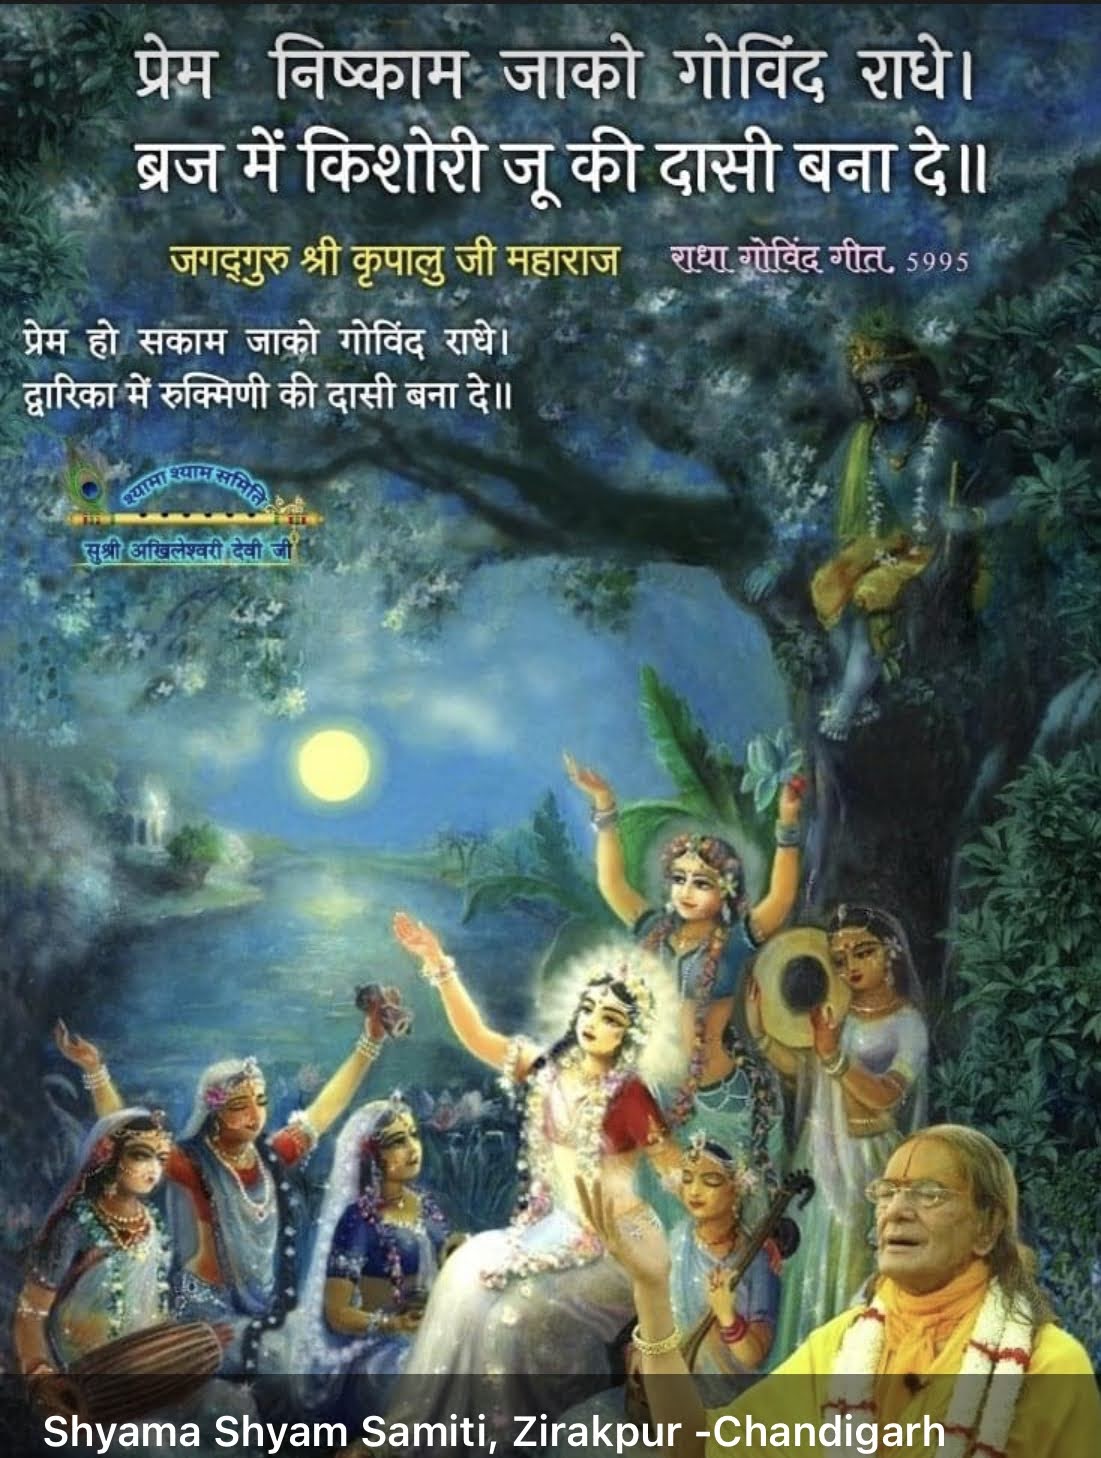 प्रेम निष्काम जाको गोविंद राधे।
ब्रज में किशोरी जू की दासी बना दे॥
जगद्गुरु श्री कृपालु जी महाराज राधा गोविंद गीत, 5995
प्रेम हो सकाम जाको गोविंद राधे।
द्वारिका में रुक्मिणी की दासी बना दे॥
श्यामा श्याम समिति
सुश्री अखिलेश्वरी देवी जी
Shyama Shyam Samiti, Zirakpur -Chandigarh